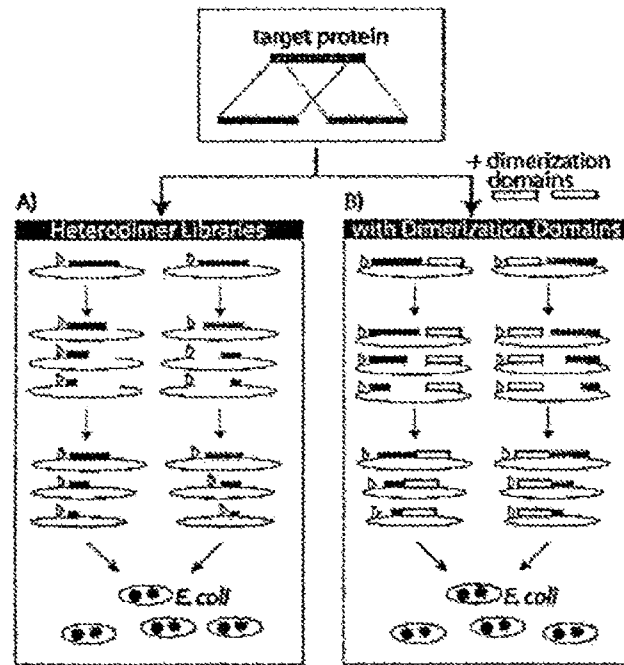 target protein
+ dimerization
domains
A)
Heterodimer Libraries
B)
with Dimerization Domains
E. coli
E. coli